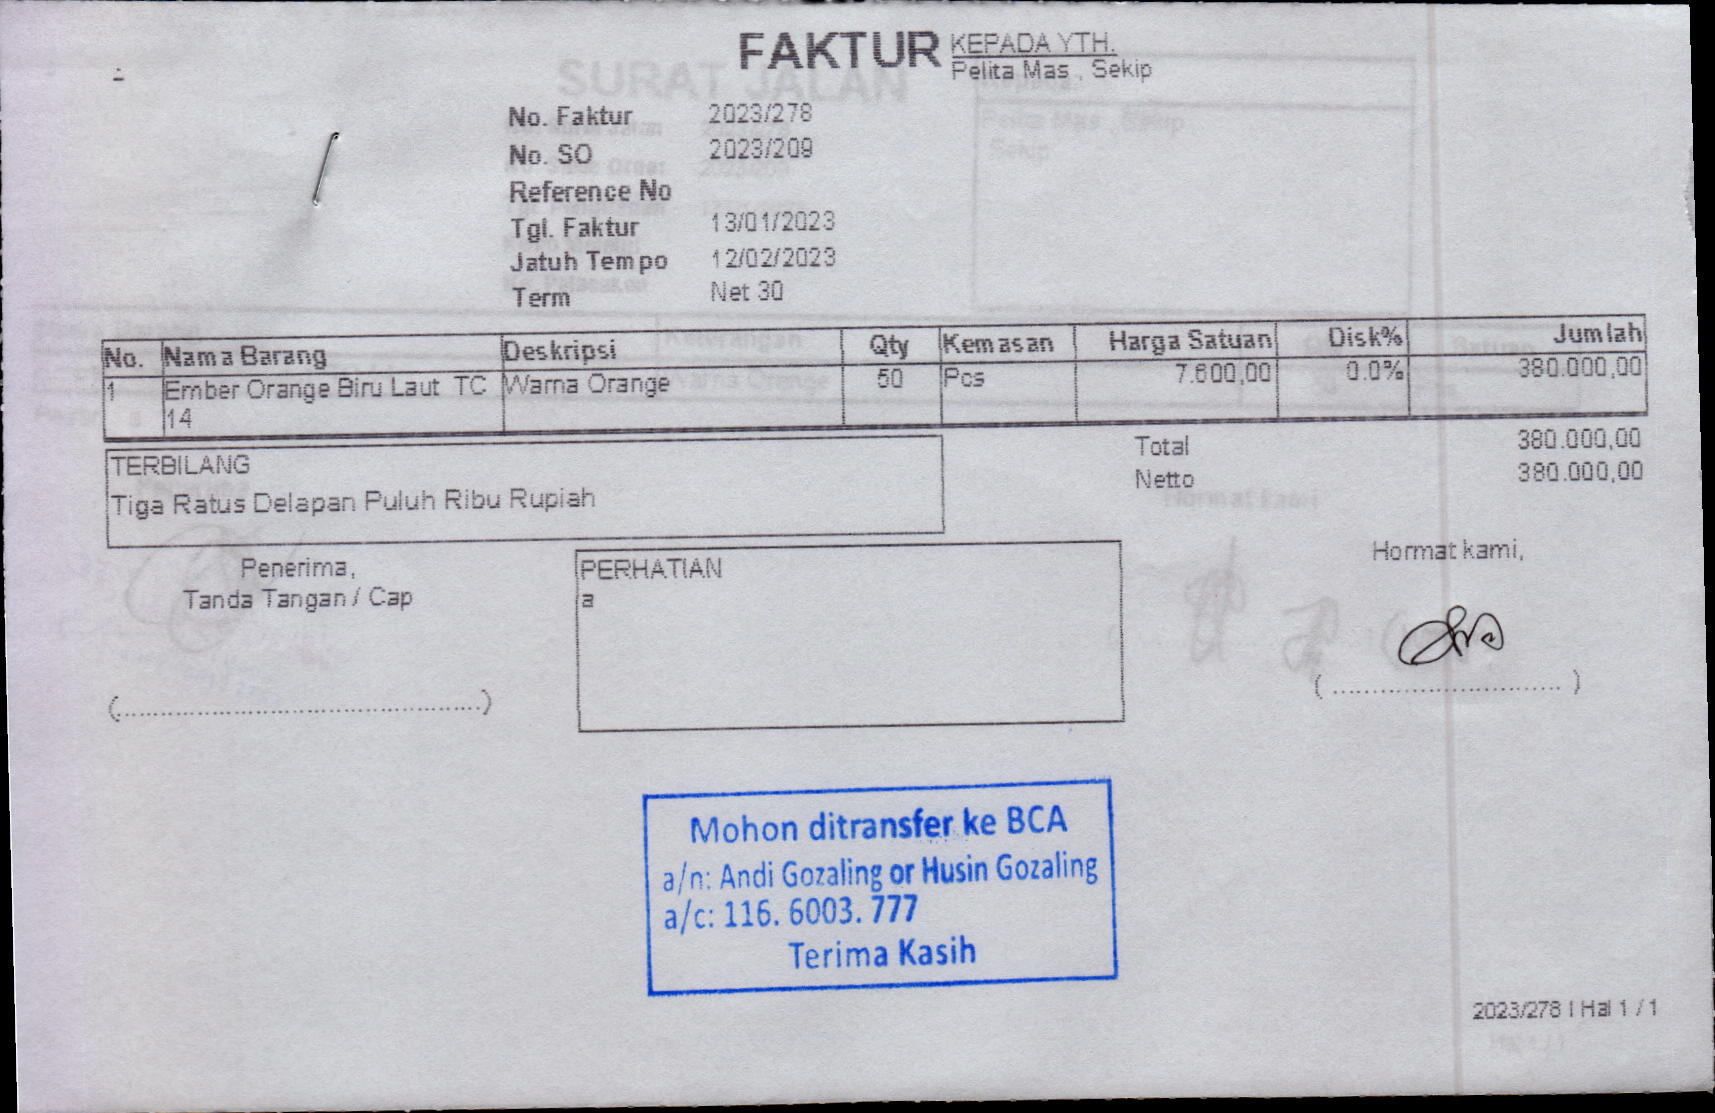 FAKTUR
KEPADA YTH.
Pelita Mas , Sekip
No. Faktur 2023/278
No. SO 2023/209
Reference No
Tgl. Faktur 13/01/2023
Jatuh Tempo 12/02/2023
Term Net 30
No. Nama Barang Deskripsi Qty Kemasan Harga Satuan Disk% Jumlah
1 Ember Orange Biru Laut TC Warna Orange 50 Pcs 7.600,00 0.0% 380.000,00
14
Total 380.000,00
Netto 380.000,00
TERBILANG
Tiga Ratus Delapan Puluh Ribu Rupiah
Penerima,
Tanda Tangan / Cap
(................................................)
PERHATIAN
a
Hormat kami,
( ............................. )
Mohon ditransfer ke BCA
a/n: Andi Gozaling or Husin Gozaling
a/c: 116. 6003. 777
Terima Kasih
2023/278 | Hal 1 / 1